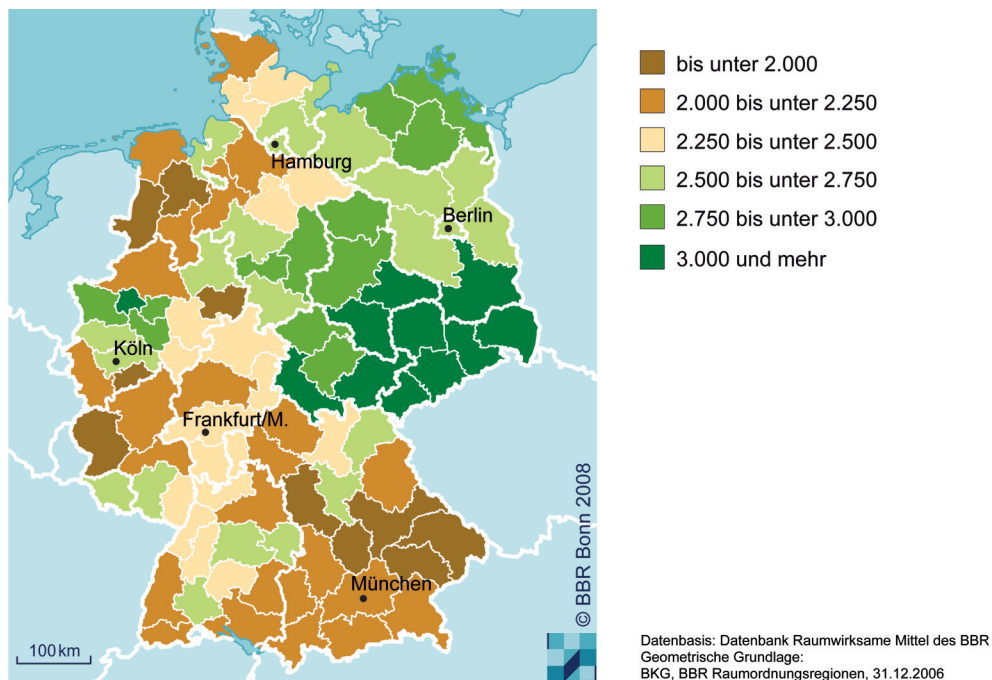 bis unter 2.000
2.000 bis unter 2.250
2.250 bis unter 2.500
2.500 bis unter 2.750
2.750 bis unter 3.000
3.000 und mehr
Hamburg
Berlin
Köln
Frankfurt/M.
München
100 km
© BBR Bonn 2008
Datenbasis: Datenbank Raumwirksame Mittel des BBR
Geometrische Grundlage:
BKG, BBR Raumordnungsregionen, 31.12.2006